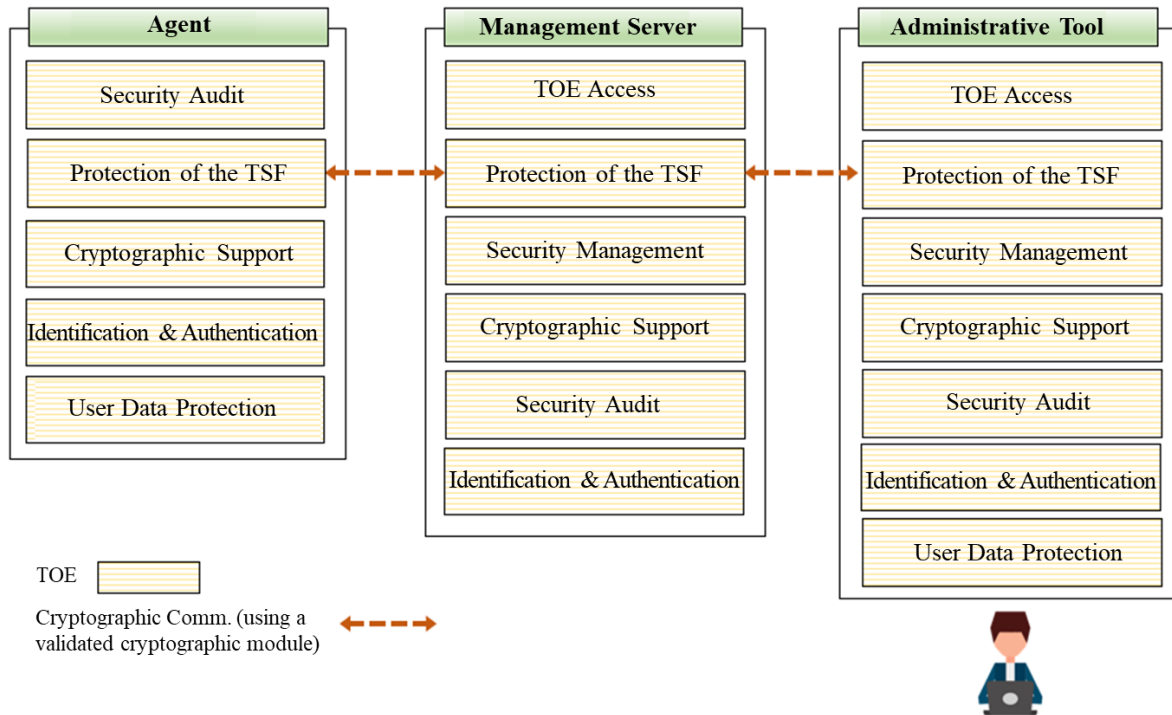 Agent
Security Audit
Protection of the TSF
Cryptographic Support
Identification & Authentication
User Data Protection
Management Server
TOE Access
Protection of the TSF
Security Management
Cryptographic Support
Security Audit
Identification & Authentication
Administrative Tool
TOE Access
Protection of the TSF
Security Management
Cryptographic Support
Security Audit
Identification & Authentication
User Data Protection
TOE
Cryptographic Comm. (using a
validated cryptographic module)